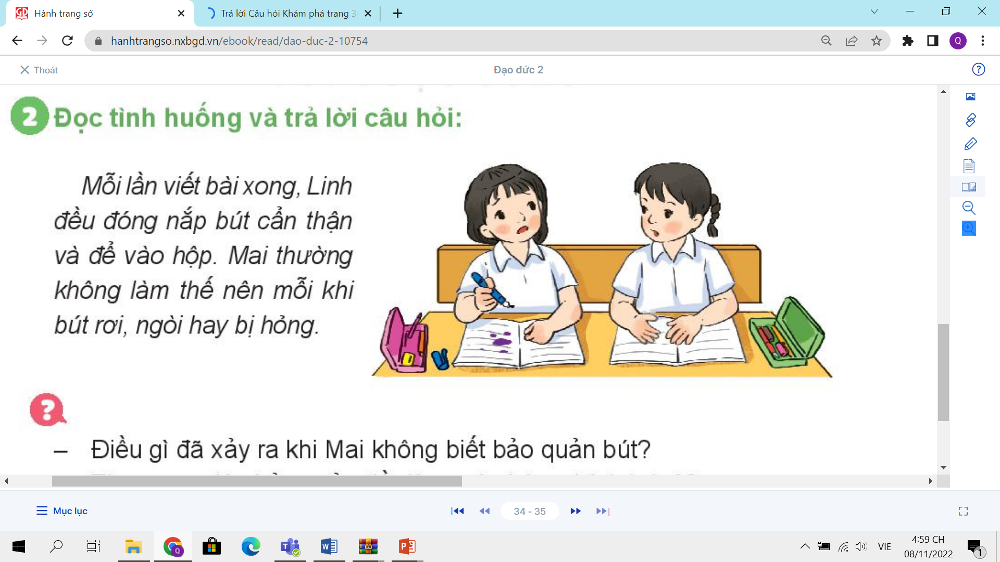 Hành trang số
Trả lời Câu hỏi Khám phá trang 3
hanhtrangso.nxbgd.vn/ebook/read/dao-duc-2-10754
Q
Thoát
Đạo đức 2
2 Đọc tình huống và trả lời câu hỏi:
Mỗi lần viết bài xong, Linh
đều đóng nắp bút cẩn thận
và để vào hộp. Mai thường
không làm thế nên mỗi khi
bút rơi, ngòi hay bị hỏng.
?
– Điều gì đã xảy ra khi Mai không biết bảo quản bút?
Mục lục
34 - 35
VIE
4:59 CH
08/11/2022
1